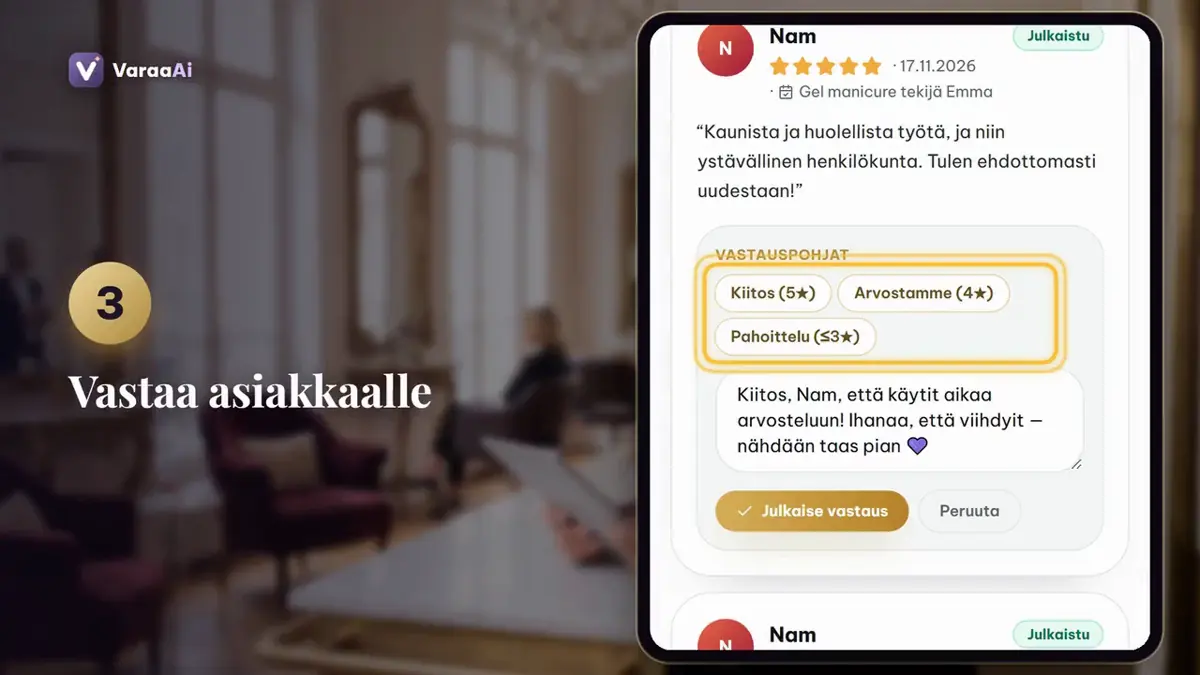 VaraaAi
3
Vastaa asiakkaalle
N
Nam
Julkaistu
· 17.11.2026
· Gel manicure tekijä Emma
“Kaunista ja huolellista työtä, ja niin
ystävällinen henkilökunta. Tulen ehdottomasti
uudestaan!”
VASTAUSPOHJAT
Kiitos (5★)
Arvostamme (4★)
Pahoittelu (≤3★)
Kiitos, Nam, että käytit aikaa
arvosteluun! Ihanaa, että viihdyit —
nähdään taas pian 💜
Julkaise vastaus
Peruuta
N
Nam
Julkaistu